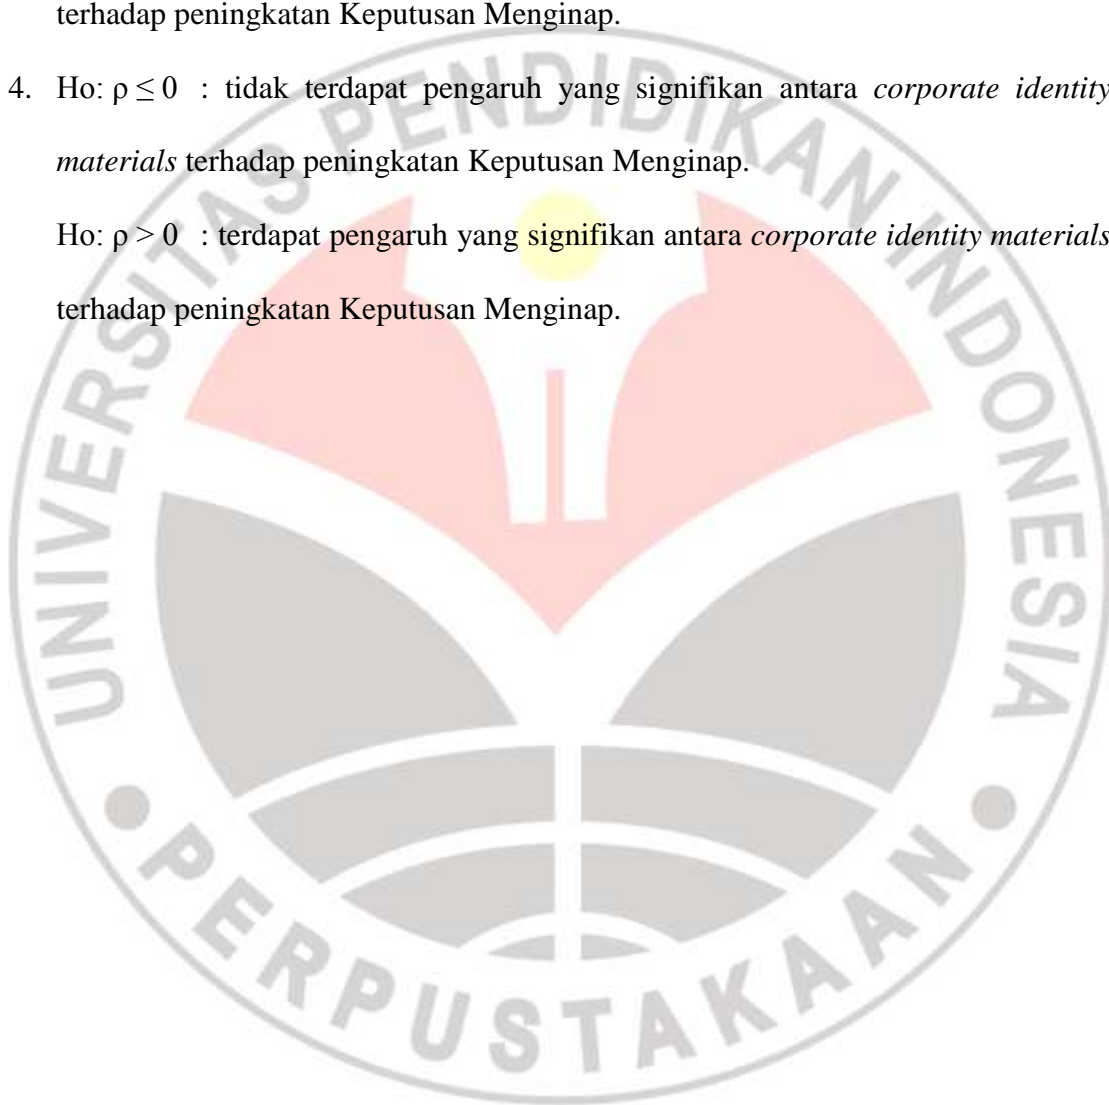 terhadap peningkatan Keputusan Menginap.
4. Ho: ρ ≤ 0 : tidak terdapat pengaruh yang signifikan antara corporate identity
materials terhadap peningkatan Keputusan Menginap.
Ho: ρ > 0 : terdapat pengaruh yang signifikan antara corporate identity materials
terhadap peningkatan Keputusan Menginap.
UNIVERSITAS PENDIDIKAN INDONESIA
PERPUSTAKAAN